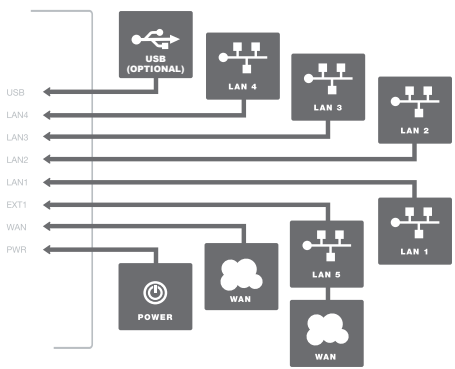 USB
(OPTIONAL)
LAN 4
LAN 3
LAN 2
USB
LAN4
LAN3
LAN2
LAN1
EXT1
WAN
PWR
LAN 1
LAN 5
WAN
POWER
WAN